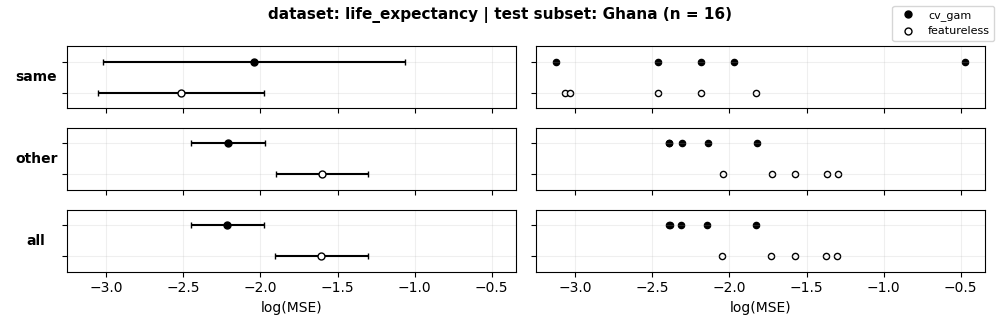 dataset: life_expectancy | test subset: Ghana (n = 16)
cv_gam
featureless
same
other
all
−3.0 −2.5 −2.0 −1.5 −1.0 −0.5
log(MSE)
−3.0 −2.5 −2.0 −1.5 −1.0 −0.5
log(MSE)